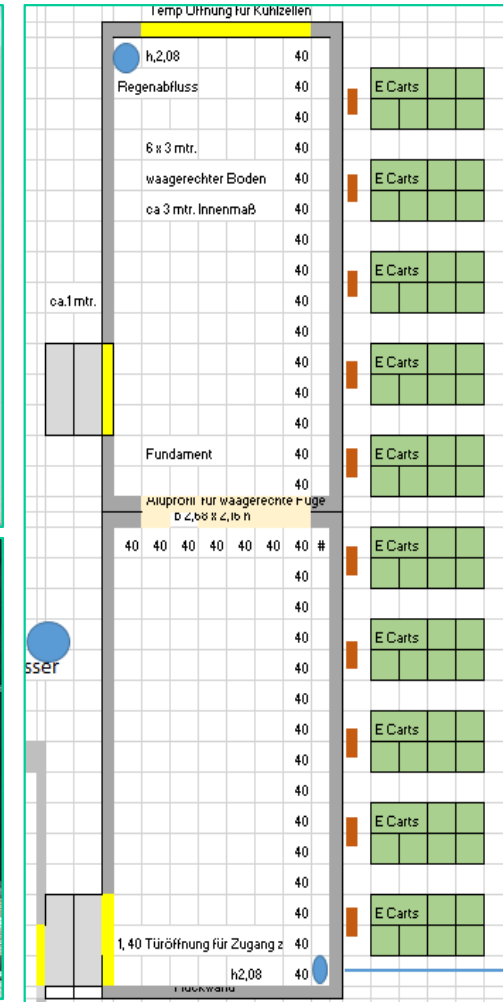 Temp Öffnung für Kühlzellen
h,2,08 40
Regenabfluss 40 E Carts
40
6 x 3 mtr. 40
waagerechter Boden 40 E Carts
ca 3 mtr. Innenmaß 40
40
40 E Carts
ca.1 mtr. 40
40
40 E Carts
40
40
Fundament 40 E Carts
40
Aluprofil für waagerechte Fuge
b 2,68 x 2,16 h
40 40 40 40 40 40 40 # E Carts
40
40
40 E Carts
sser 40
40
40 E Carts
40
40
40 E Carts
40
40
40 E Carts
1, 40 Türöffnung für Zugang z 40
h2,08 40